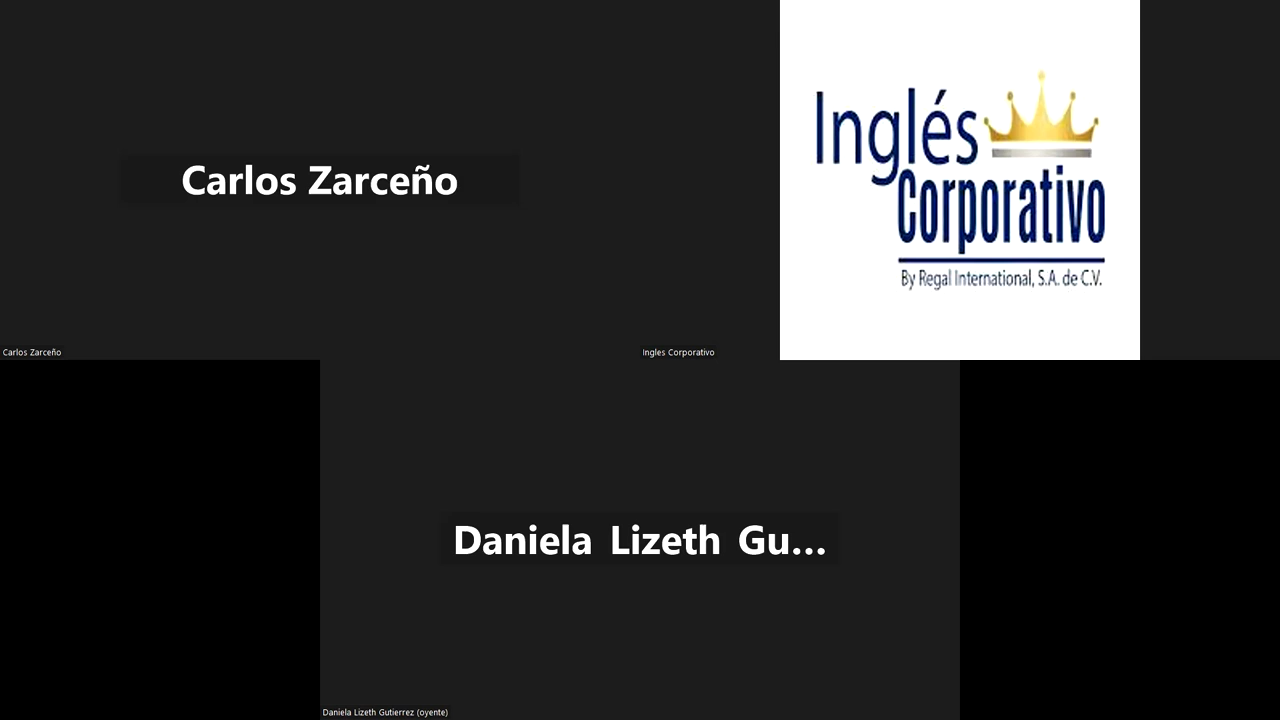 Carlos Zarceño
Inglés
Corporativo
By Regal International, S.A. de C.V.
Carlos Zarceño
Ingles Corporativo
Daniela Lizeth Gu...
Daniela Lizeth Gutierrez (oyente)